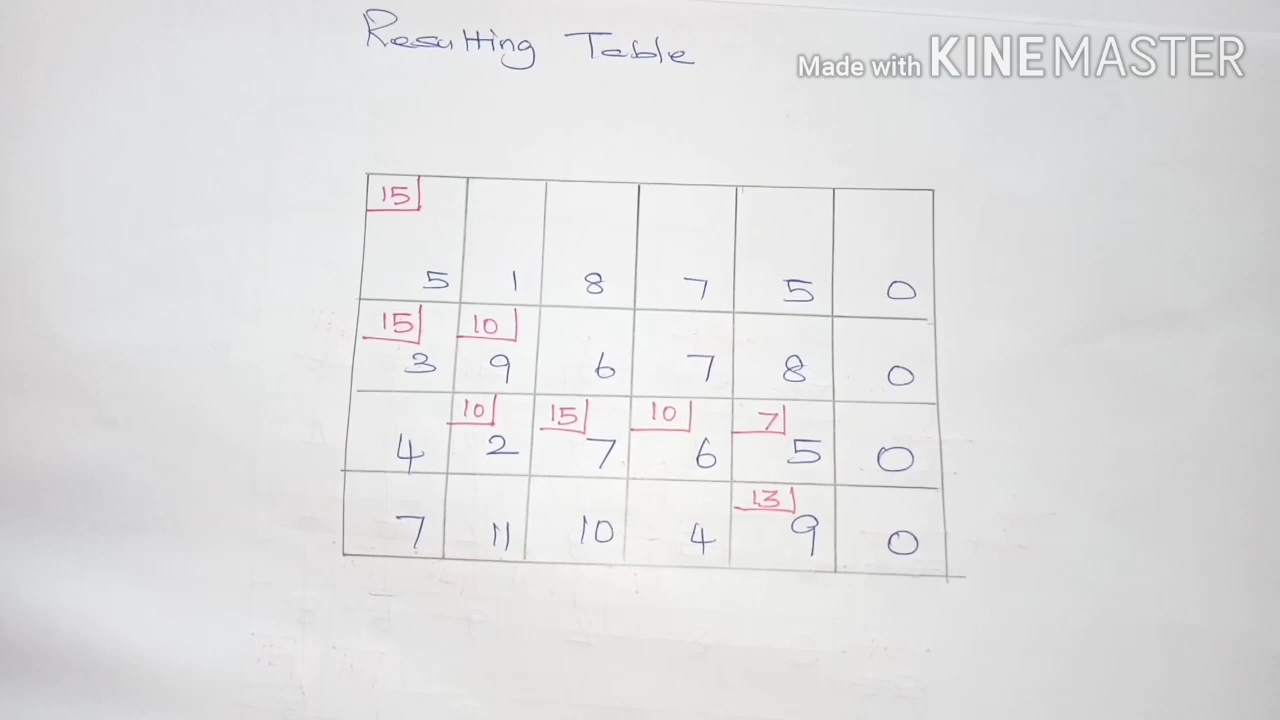 Resulting Table
Made with KINEMASTER
15
5 1 8 7 5 0
15 10
3 9 6 7 8 0
10 15 10 7
4 2 7 6 5 0
13
7 11 10 4 9 0